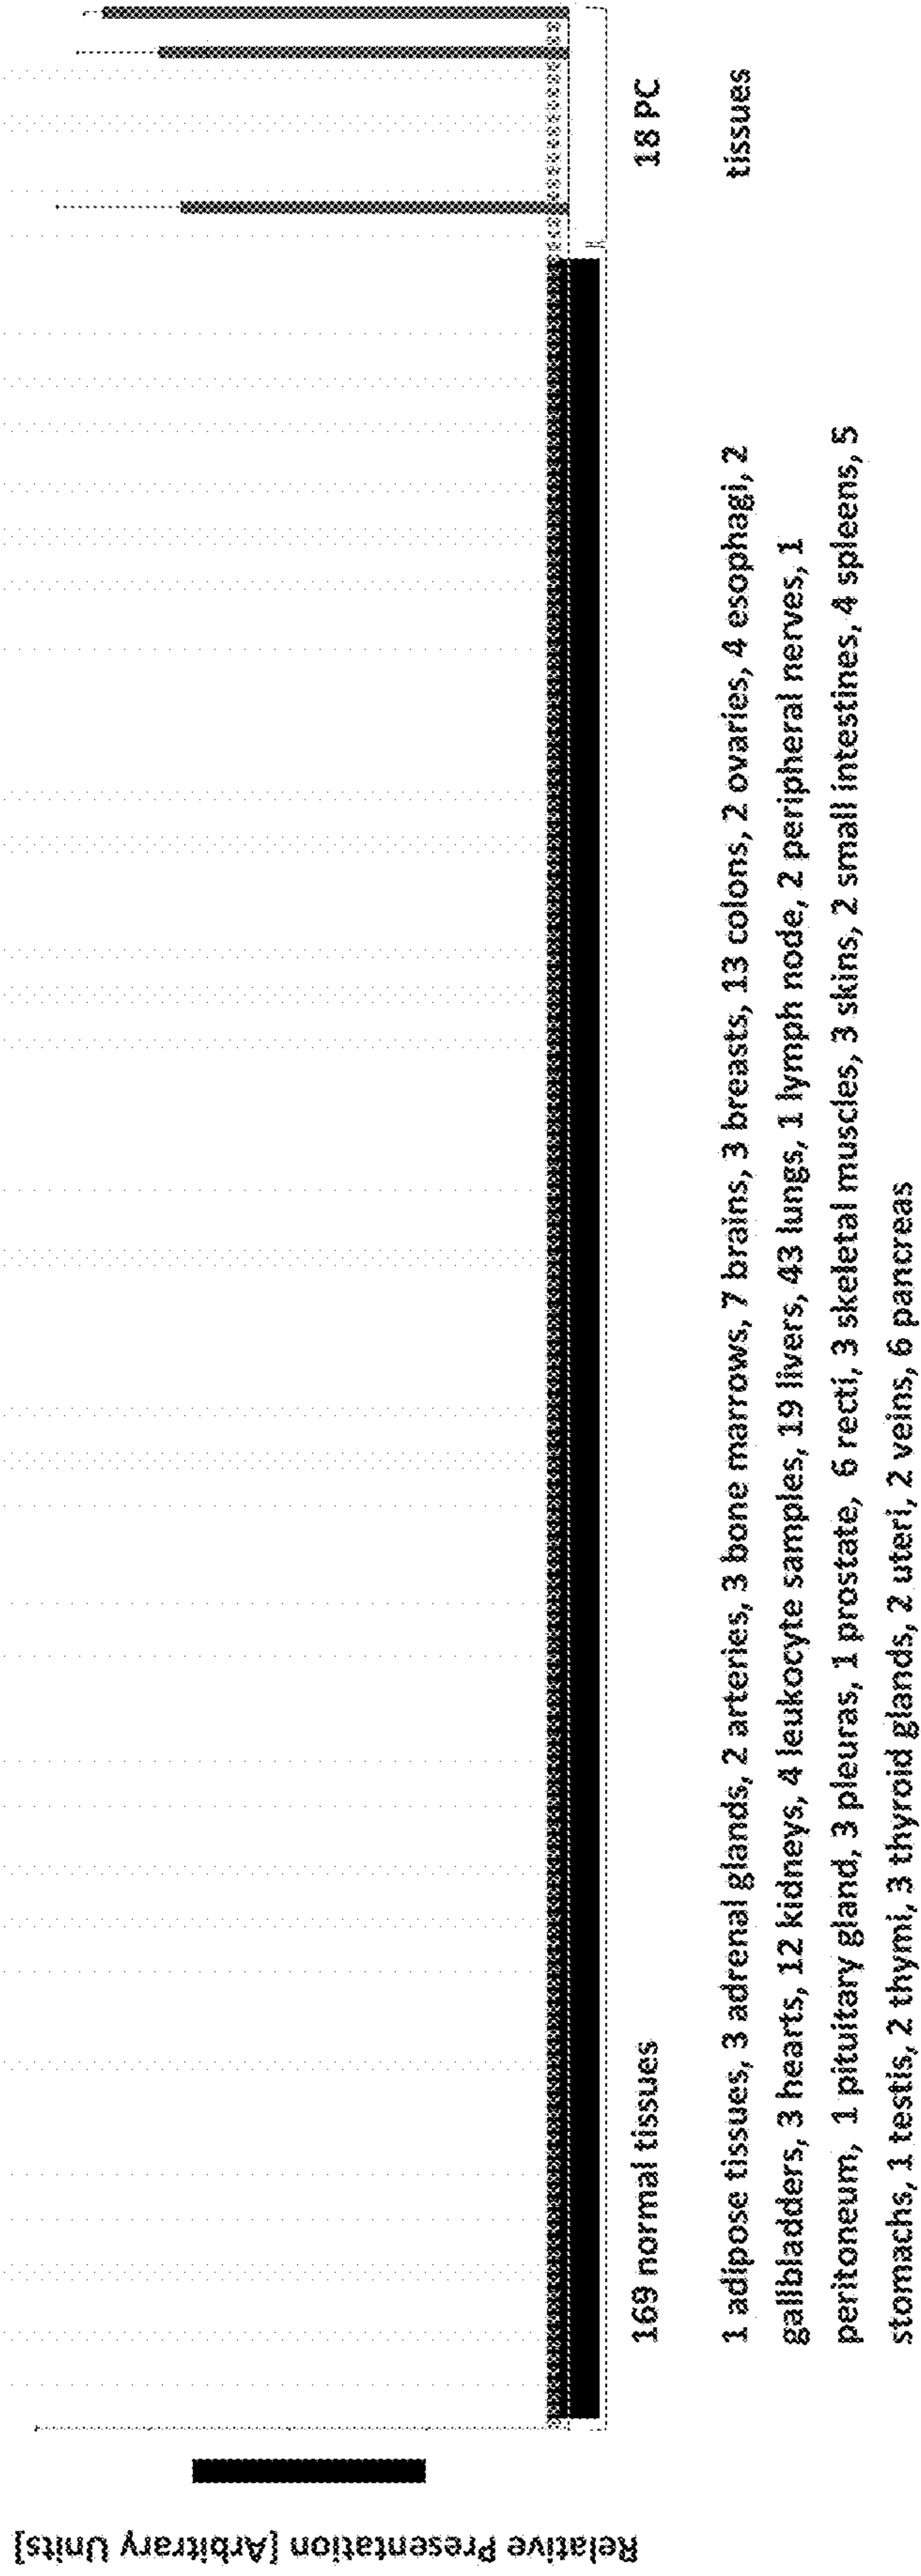 Relative Presentation [Arbitrary Units]
169 normal tissues
18 PC
tissues
1 adipose tissues, 3 adrenal glands, 2 arteries, 3 bone marrows, 7 brains, 3 breasts, 13 colons, 2 ovaries, 4 esophagi, 2
gallbladders, 3 hearts, 12 kidneys, 4 leukocyte samples, 19 livers, 43 lungs, 1 lymph node, 2 peripheral nerves, 1
peritoneum, 1 pituitary gland, 3 pleuras, 1 prostate, 6 recti, 3 skeletal muscles, 3 skins, 2 small intestines, 4 spleens, 5
stomachs, 1 testis, 2 thymi, 3 thyroid glands, 2 uteri, 2 veins, 6 pancreas